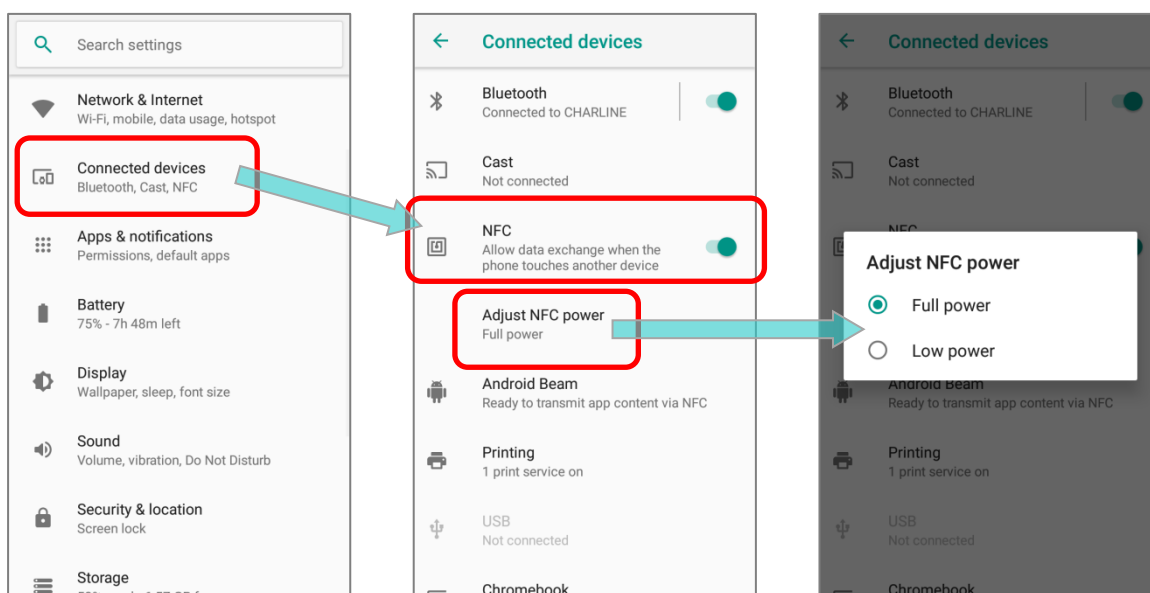 Search settings
Network & Internet
Wi-Fi, mobile, data usage, hotspot
Connected devices
Bluetooth, Cast, NFC
Apps & notifications
Permissions, default apps
Battery
75% - 7h 48m left
Display
Wallpaper, sleep, font size
Sound
Volume, vibration, Do Not Disturb
Security & location
Screen lock
Storage
Connected devices
Bluetooth
Connected to CHARLINE
Cast
Not connected
NFC
Allow data exchange when the
phone touches another device
Adjust NFC power
Full power
Android Beam
Ready to transmit app content via NFC
Printing
1 print service on
USB
Not connected
Chromebook
Connected devices
Bluetooth
Connected to CHARLINE
Cast
Not connected
NFC
Adjust NFC power
Full power
Low power
Android Beam
Ready to transmit app content via NFC
Printing
1 print service on
USB
Not connected
Chromebook